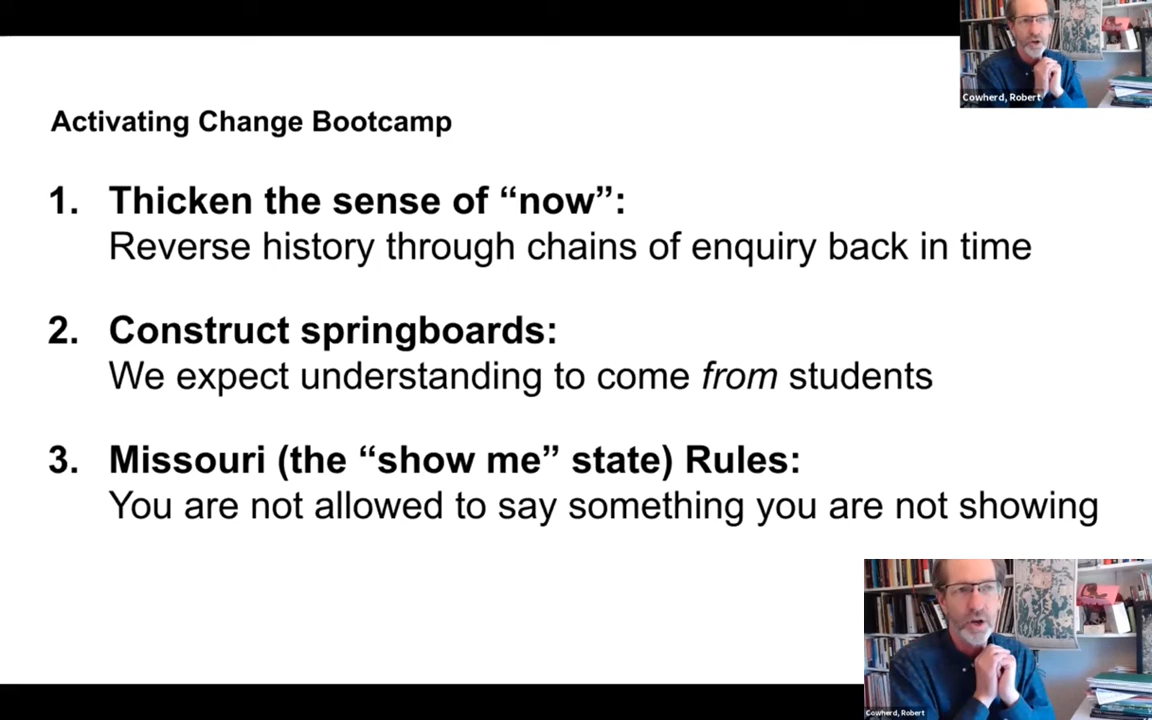 Cowherd, Robert
Activating Change Bootcamp
1. Thicken the sense of “now”:
Reverse history through chains of enquiry back in time
2. Construct springboards:
We expect understanding to come from students
3. Missouri (the “show me” state) Rules:
You are not allowed to say something you are not showing
Cowherd, Robert